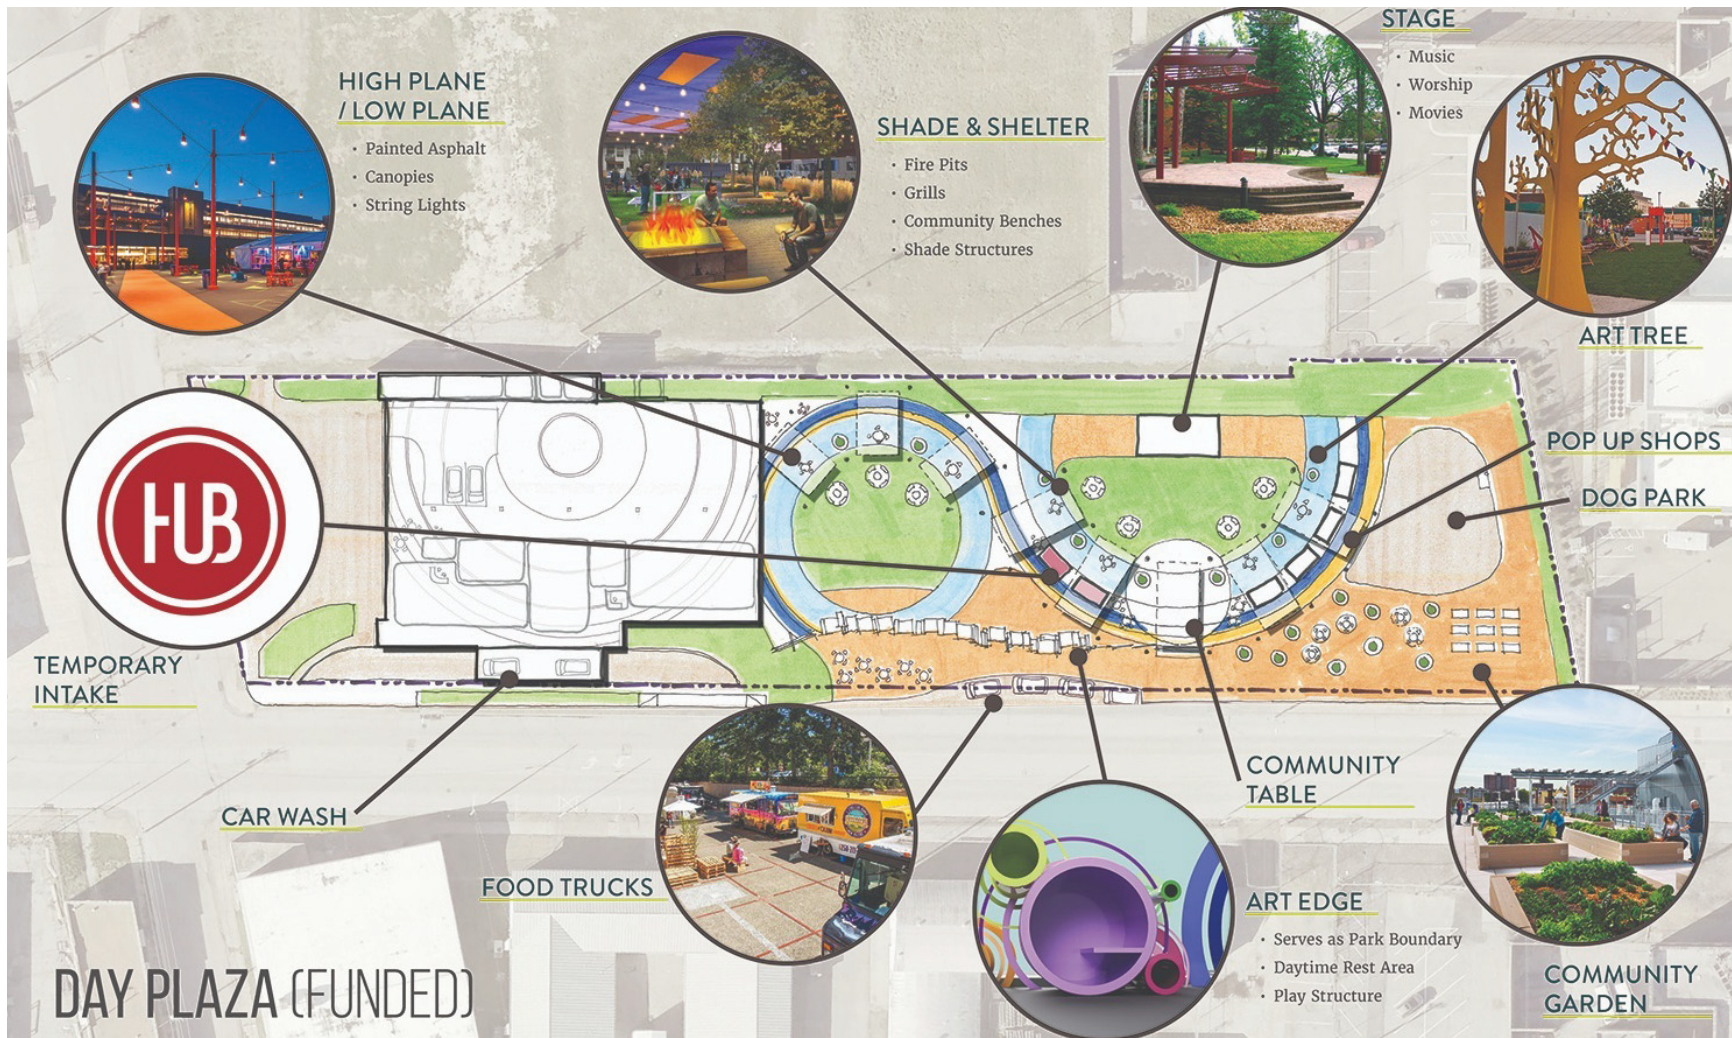 HIGH PLANE
/ LOW PLANE
· Painted Asphalt
· Canopies
· String Lights
SHADE & SHELTER
· Fire Pits
· Grills
· Community Benches
· Shade Structures
STAGE
· Music
· Worship
· Movies
ART TREE
POP UP SHOPS
DOG PARK
HUB
TEMPORARY
INTAKE
CAR WASH
FOOD TRUCKS
COMMUNITY
TABLE
ART EDGE
· Serves as Park Boundary
· Daytime Rest Area
· Play Structure
COMMUNITY
GARDEN
DAY PLAZA (FUNDED)